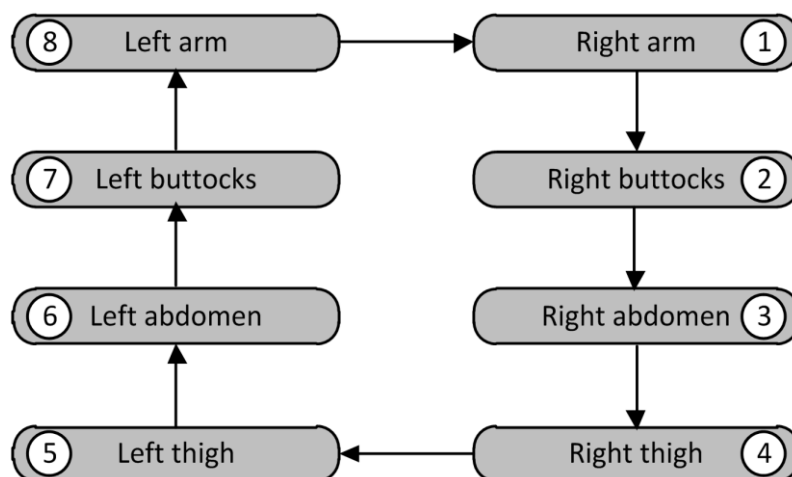 8 Left arm
Right arm 1
7 Left buttocks
Right buttocks 2
6 Left abdomen
Right abdomen 3
5 Left thigh
Right thigh 4